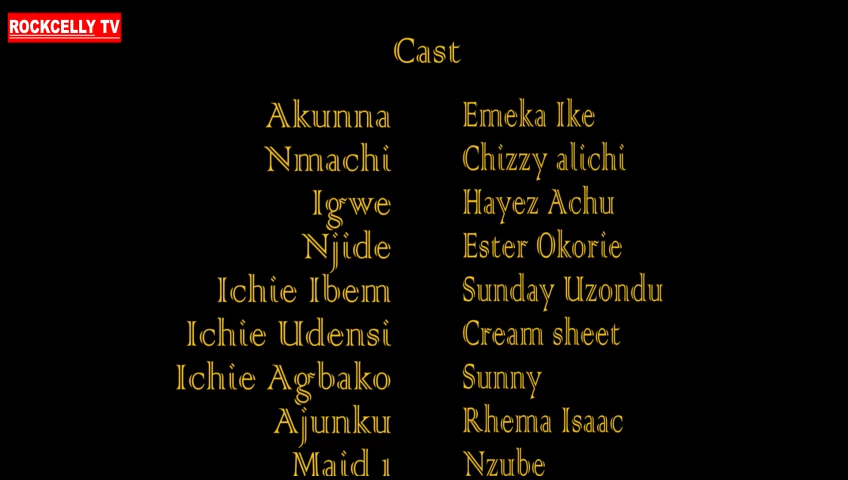 ROCKCELLY TV
Cast
Akunna Emeka Ike
Nmachi Chizzy alichi
Igwe Hayez Achu
Njide Ester Okorie
Ichie Ibem Sunday Uzondu
Ichie Udensi Cream sheet
Ichie Agbako Sunny
Ajunku Rhema Isaac
Maid 1 Nzube